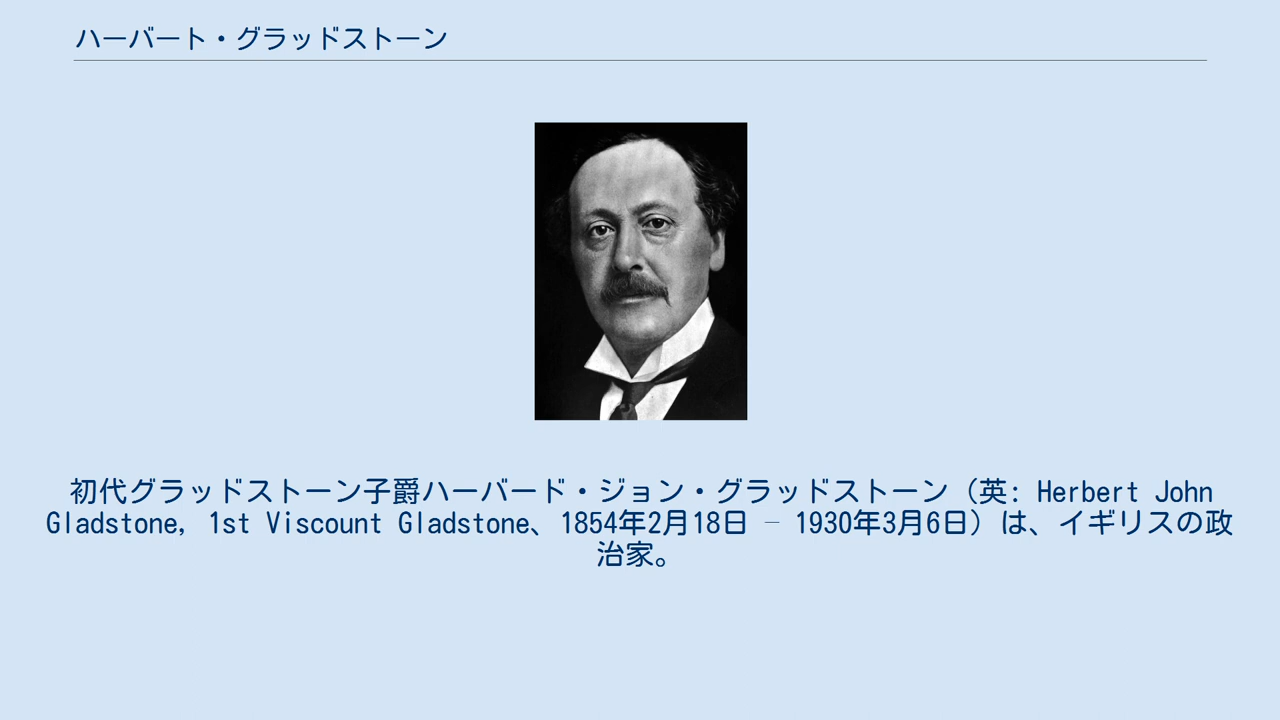 ハーバート・グラッドストーン
初代グラッドストーン子爵ハーバード・ジョン・グラッドストーン（英: Herbert John
Gladstone, 1st Viscount Gladstone、1854年2月18日 – 1930年3月6日）は、イギリスの政
治家。